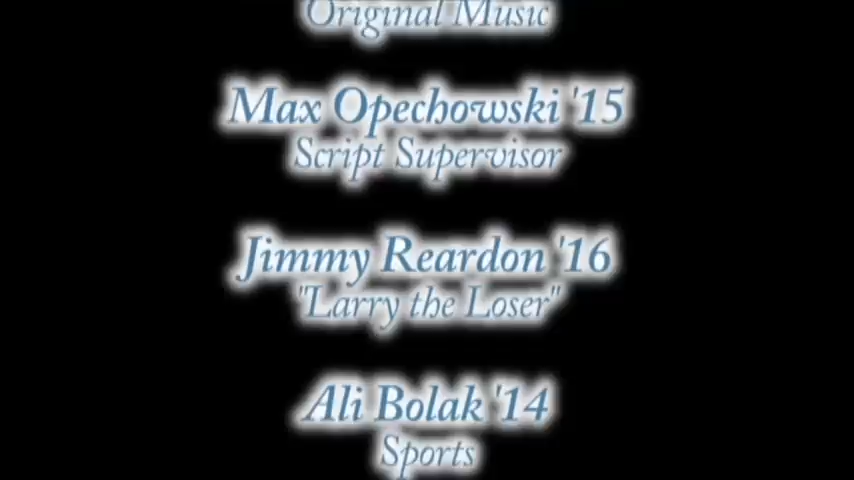 Original Music
Max Opechowski '15
Script Supervisor
Jimmy Reardon '16
"Larry the Loser"
Ali Bolak '14
Sports